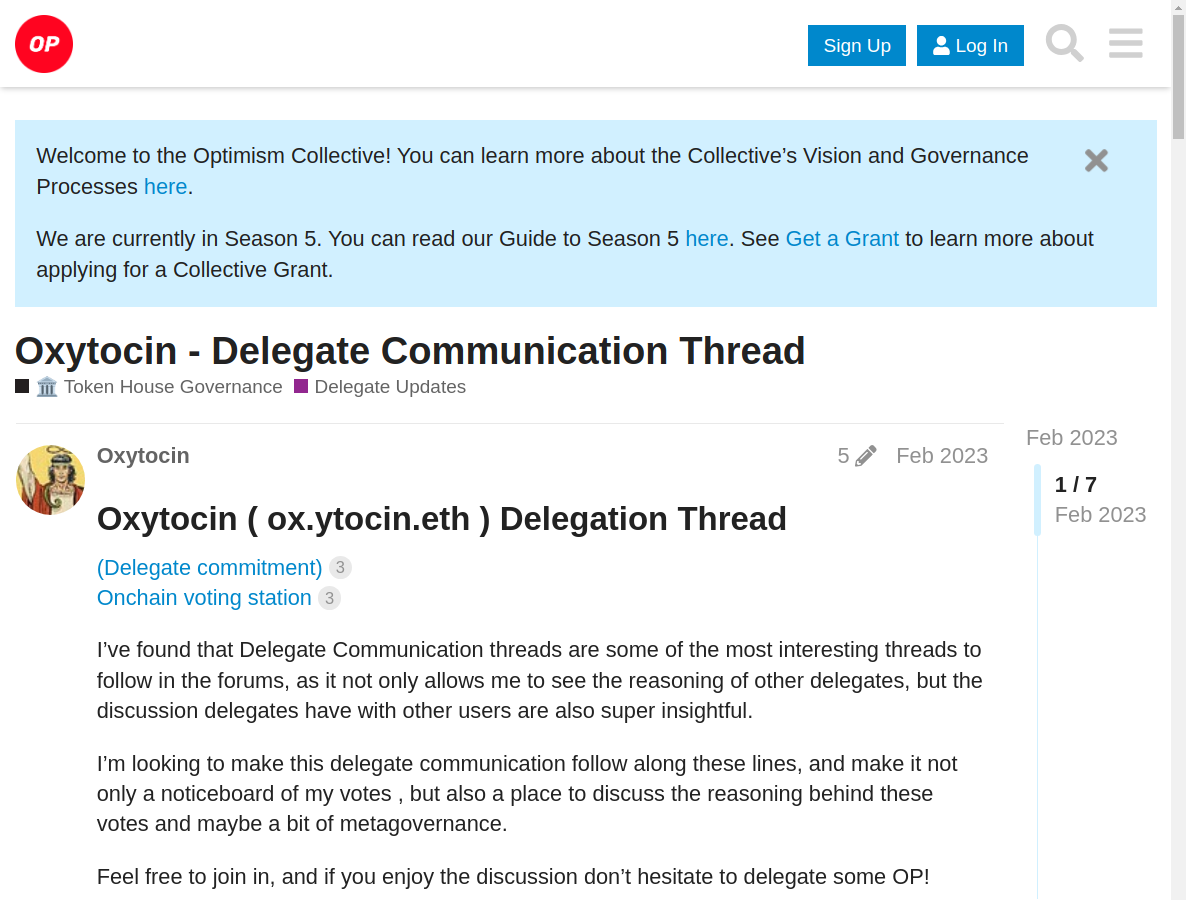 OP
Sign Up
Log In
Welcome to the Optimism Collective! You can learn more about the Collective’s Vision and Governance
Processes here.
We are currently in Season 5. You can read our Guide to Season 5 here. See Get a Grant to learn more about
applying for a Collective Grant.
Oxytocin - Delegate Communication Thread
Token House Governance Delegate Updates
Oxytocin 5 Feb 2023
Feb 2023
1 / 7
Feb 2023
Oxytocin ( ox.ytocin.eth ) Delegation Thread
(Delegate commitment) 3
Onchain voting station 3
I’ve found that Delegate Communication threads are some of the most interesting threads to
follow in the forums, as it not only allows me to see the reasoning of other delegates, but the
discussion delegates have with other users are also super insightful.
I’m looking to make this delegate communication follow along these lines, and make it not
only a noticeboard of my votes , but also a place to discuss the reasoning behind these
votes and maybe a bit of metagovernance.
Feel free to join in, and if you enjoy the discussion don’t hesitate to delegate some OP!